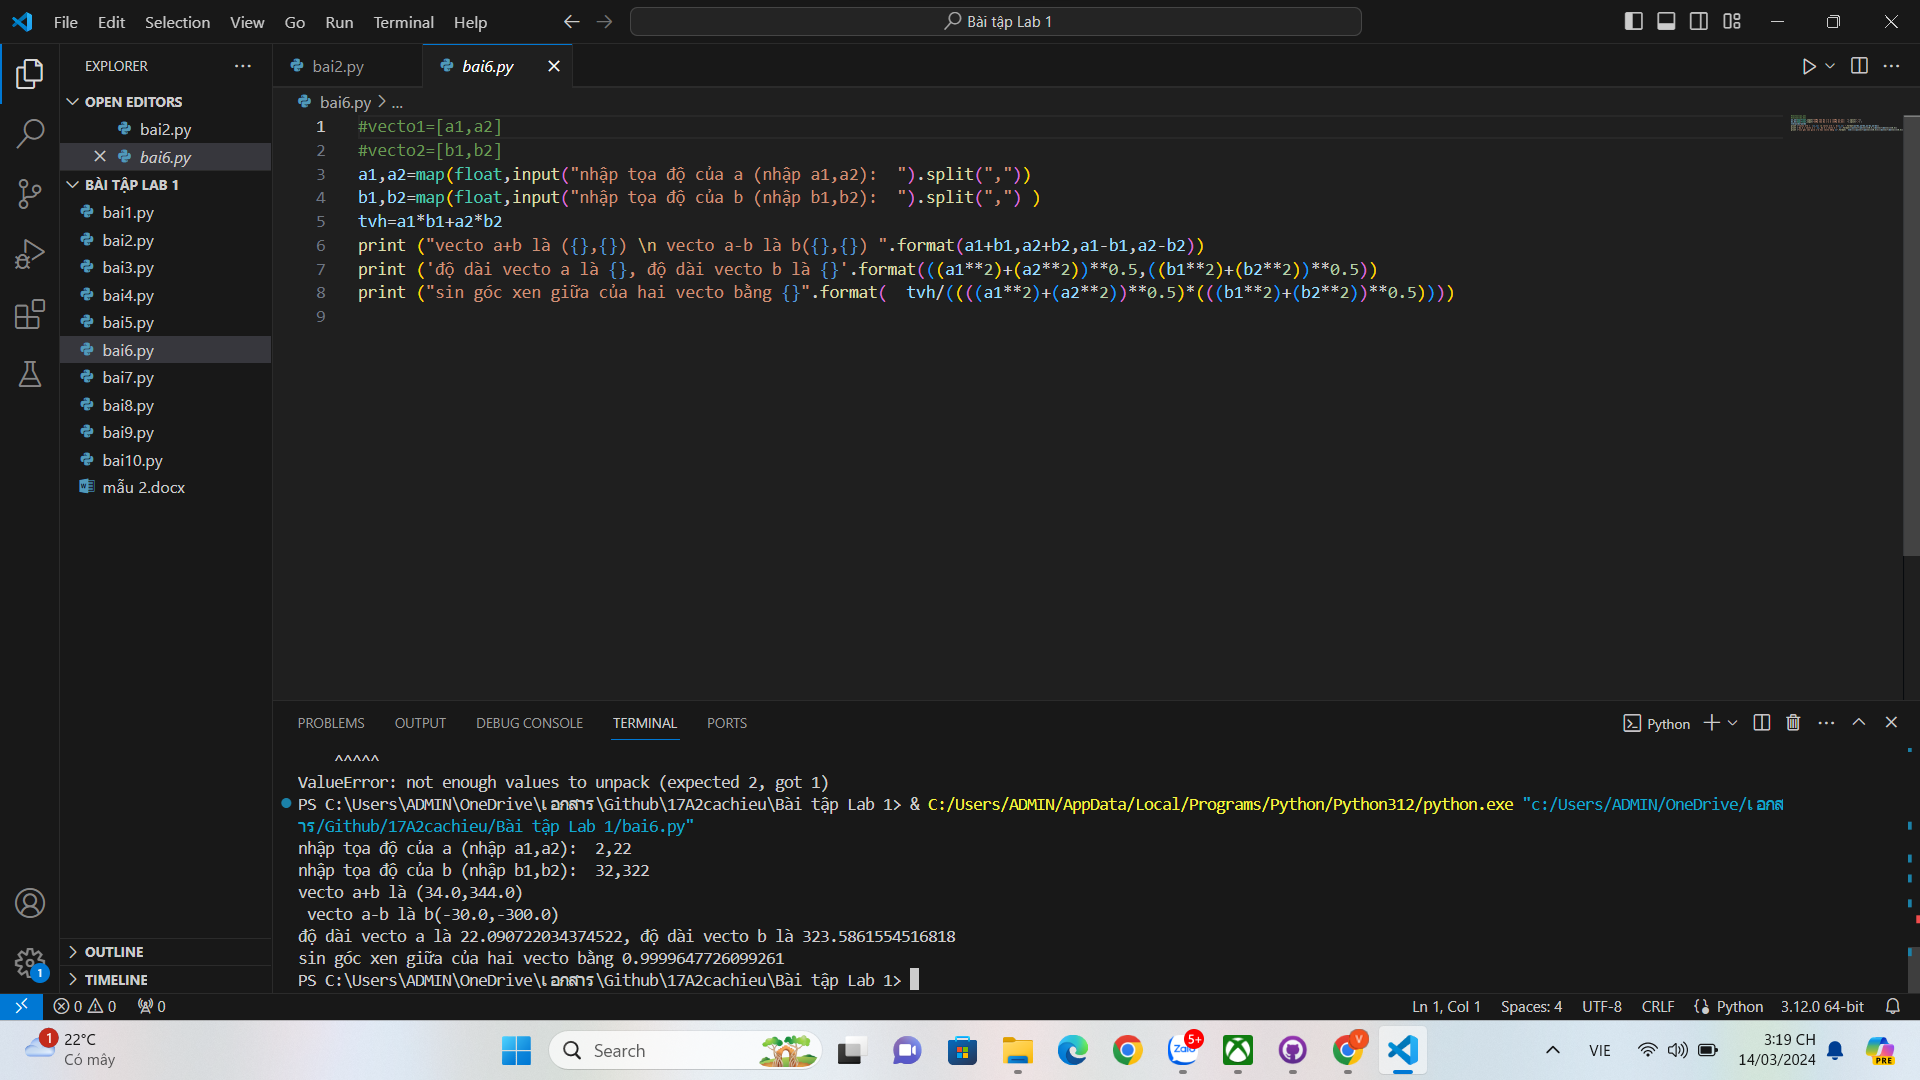 File Edit Selection View Go Run Terminal Help
Bài tập Lab 1
EXPLORER
OPEN EDITORS
bai2.py
bai6.py
BÀI TẬP LAB 1
bai1.py
bai2.py
bai3.py
bai4.py
bai5.py
bai6.py
bai7.py
bai8.py
bai9.py
bai10.py
mẫu 2.docx
OUTLINE
TIMELINE
bai2.py
bai6.py
bai6.py > ...
1 #vecto1=[a1,a2]
2 #vecto2=[b1,b2]
3 a1,a2=map(float,input("nhập tọa độ của a (nhập a1,a2):  ").split(","))
4 b1,b2=map(float,input("nhập tọa độ của b (nhập b1,b2):  ").split(",") )
5 tvh=a1*b1+a2*b2
6 print ("vecto a+b là ({},{}) \n vecto a-b là b({},{}) ".format(a1+b1,a2+b2,a1-b1,a2-b2))
7 print ('độ dài vecto a là {}, độ dài vecto b là {}'.format(((a1**2)+(a2**2))**0.5,((b1**2)+(b2**2))**0.5))
8 print ("sin góc xen giữa của hai vecto bằng {}".format(  tvh/((((a1**2)+(a2**2))**0.5)*(((b1**2)+(b2**2))**0.5))))
9
PROBLEMS OUTPUT DEBUG CONSOLE TERMINAL PORTS
Python
^^^^^
ValueError: not enough values to unpack (expected 2, got 1)
PS C:\Users\ADMIN\OneDrive\เอกสาร\Github\17A2cachieu\Bài tập Lab 1> & C:/Users/ADMIN/AppData/Local/Programs/Python/Python312/python.exe "c:/Users/ADMIN/OneDrive/เอกส
าร/Github/17A2cachieu/Bài tập Lab 1/bai6.py"
nhập tọa độ của a (nhập a1,a2):  2,22
nhập tọa độ của b (nhập b1,b2):  32,322
vecto a+b là (34.0,344.0)
 vecto a-b là b(-30.0,-300.0)
độ dài vecto a là 22.090722034374522, độ dài vecto b là 323.5861554516818
sin góc xen giữa của hai vecto bằng 0.9999647726099261
PS C:\Users\ADMIN\OneDrive\เอกสาร\Github\17A2cachieu\Bài tập Lab 1>
1
0 0 0
Ln 1, Col 1 Spaces: 4 UTF-8 CRLF Python 3.12.0 64-bit
1
22°C
Có mây
Search
Zalo
5+
V
VIE
3:19 CH
14/03/2024
PRE